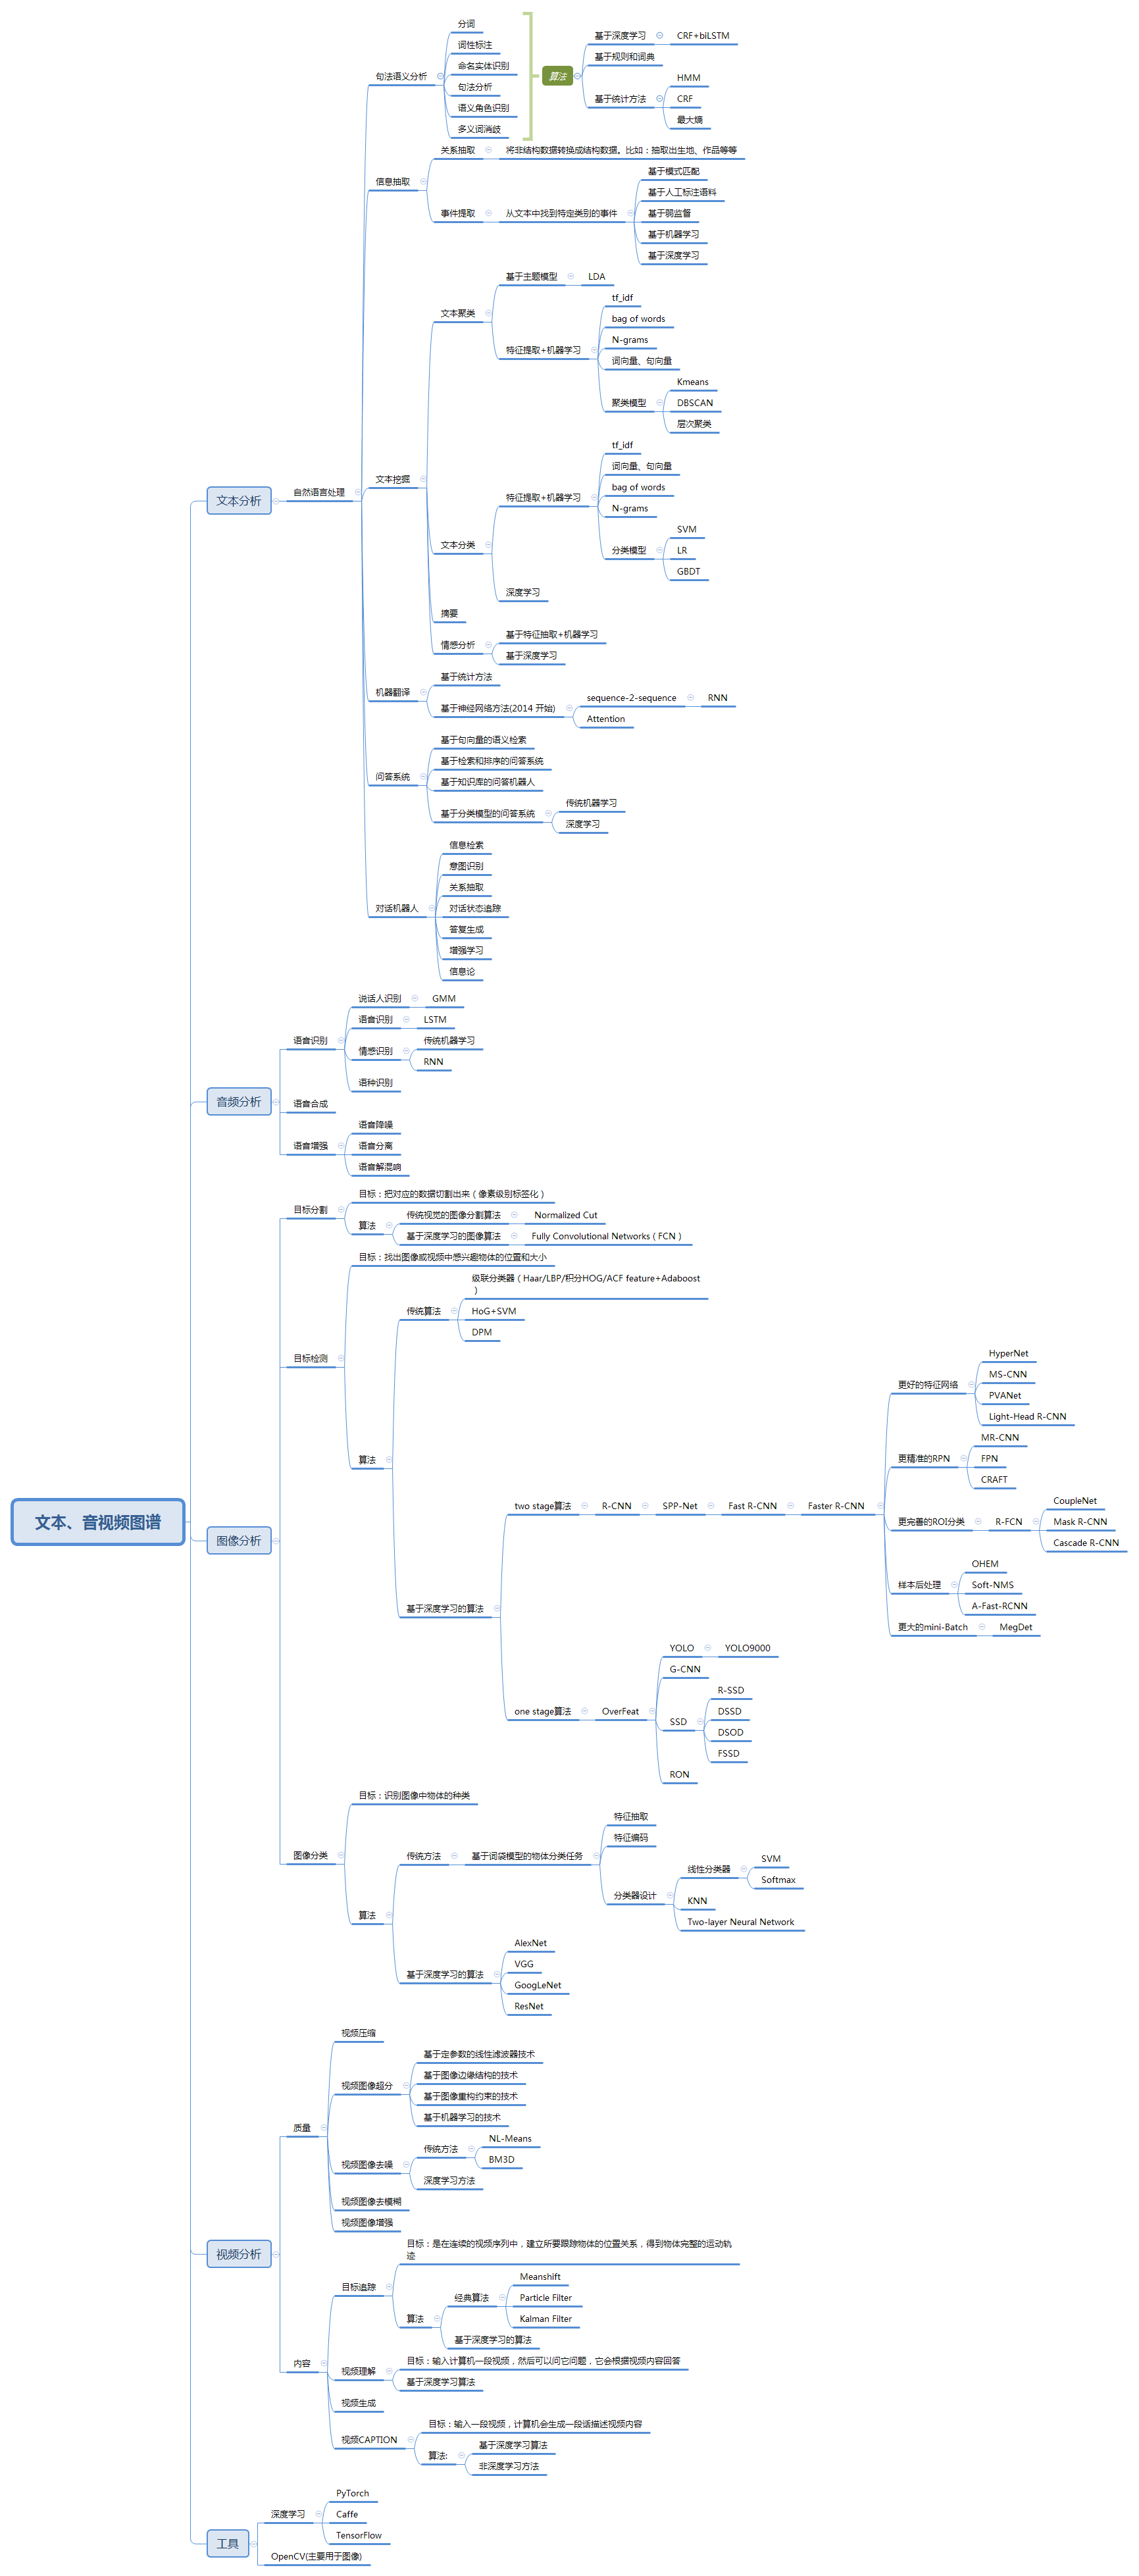 文本、音视频图谱
文本分析
自然语言处理
句法语义分析
分词
词性标注
命名实体识别
句法分析
语义角色识别
多义词消歧
算法
基于深度学习
CRF+biLSTM
基于规则和词典
基于统计方法
HMM
CRF
最大熵
信息抽取
关系抽取
将非结构数据转换成结构数据。比如：抽取出生地、作品等等
事件提取
从文本中找到特定类别的事件
基于模式匹配
基于人工标注语料
基于弱监督
基于机器学习
基于深度学习
文本挖掘
文本聚类
基于主题模型
LDA
特征提取+机器学习
tf_idf
bag of words
N-grams
词向量、句向量
聚类模型
Kmeans
DBSCAN
层次聚类
文本分类
特征提取+机器学习
tf_idf
词向量、句向量
bag of words
N-grams
分类模型
SVM
LR
GBDT
深度学习
摘要
情感分析
基于特征抽取+机器学习
基于深度学习
机器翻译
基于统计方法
基于神经网络方法(2014 开始)
sequence-2-sequence
RNN
Attention
问答系统
基于句向量的语义检索
基于检索和排序的问答系统
基于知识库的问答机器人
基于分类模型的问答系统
传统机器学习
深度学习
对话机器人
信息检索
意图识别
关系抽取
对话状态追踪
答复生成
增强学习
信息论
音频分析
语音识别
说话人识别
GMM
语音识别
LSTM
情感识别
传统机器学习
RNN
语种识别
语音合成
语音增强
语音降噪
语音分离
语音解混响
图像分析
目标分割
目标：把对应的数据切割出来（像素级别标签化）
算法
传统视觉的图像分割算法
Normalized Cut
基于深度学习的图像算法
Fully Convolutional Networks（FCN）
目标检测
目标：找出图像或视频中感兴趣物体的位置和大小
算法
传统算法
级联分类器（Haar/LBP/积分HOG/ACF feature+Adaboost
）
HoG+SVM
DPM
基于深度学习的算法
two stage算法
R-CNN
SPP-Net
Fast R-CNN
Faster R-CNN
更好的特征网络
HyperNet
MS-CNN
PVANet
Light-Head R-CNN
更精准的RPN
MR-CNN
FPN
CRAFT
更完善的ROI分类
R-FCN
CoupleNet
Mask R-CNN
Cascade R-CNN
样本后处理
OHEM
Soft-NMS
A-Fast-RCNN
更大的mini-Batch
MegDet
one stage算法
OverFeat
YOLO
YOLO9000
G-CNN
SSD
R-SSD
DSSD
DSOD
FSSD
RON
图像分类
目标：识别图像中物体的种类
算法
传统方法
基于词袋模型的物体分类任务
特征抽取
特征编码
分类器设计
线性分类器
SVM
Softmax
KNN
Two-layer Neural Network
基于深度学习的算法
AlexNet
VGG
GoogLeNet
ResNet
视频分析
质量
视频压缩
视频图像超分
基于定参数的线性滤波器技术
基于图像边缘结构的技术
基于图像重构约束的技术
基于机器学习的技术
视频图像去噪
传统方法
NL-Means
BM3D
深度学习方法
视频图像去模糊
视频图像增强
内容
目标追踪
目标：是在连续的视频序列中，建立所要跟踪物体的位置关系，得到物体完整的运动轨
迹
算法
经典算法
Meanshift
Particle Filter
Kalman Filter
基于深度学习的算法
视频理解
目标：输入计算机一段视频，然后可以问它问题，它会根据视频内容回答
基于深度学习算法
视频生成
视频CAPTION
目标：输入一段视频，计算机会生成一段话描述视频内容
算法:
基于深度学习算法
非深度学习方法
工具
深度学习
PyTorch
Caffe
TensorFlow
OpenCV(主要用于图像)